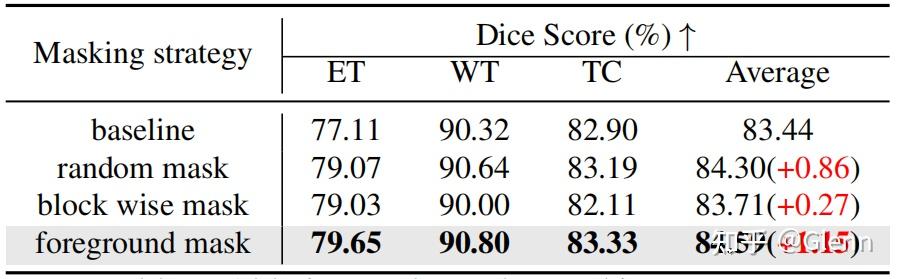 Masking strategy Dice Score (%) ↑
ET WT TC Average
baseline 77.11 90.32 82.90 83.44
random mask 79.07 90.64 83.19 84.30(+0.86)
block wise mask 79.03 90.00 82.11 83.71(+0.27)
foreground mask 79.65 90.80 83.33 84.59(+1.15)
知乎 @Glenn